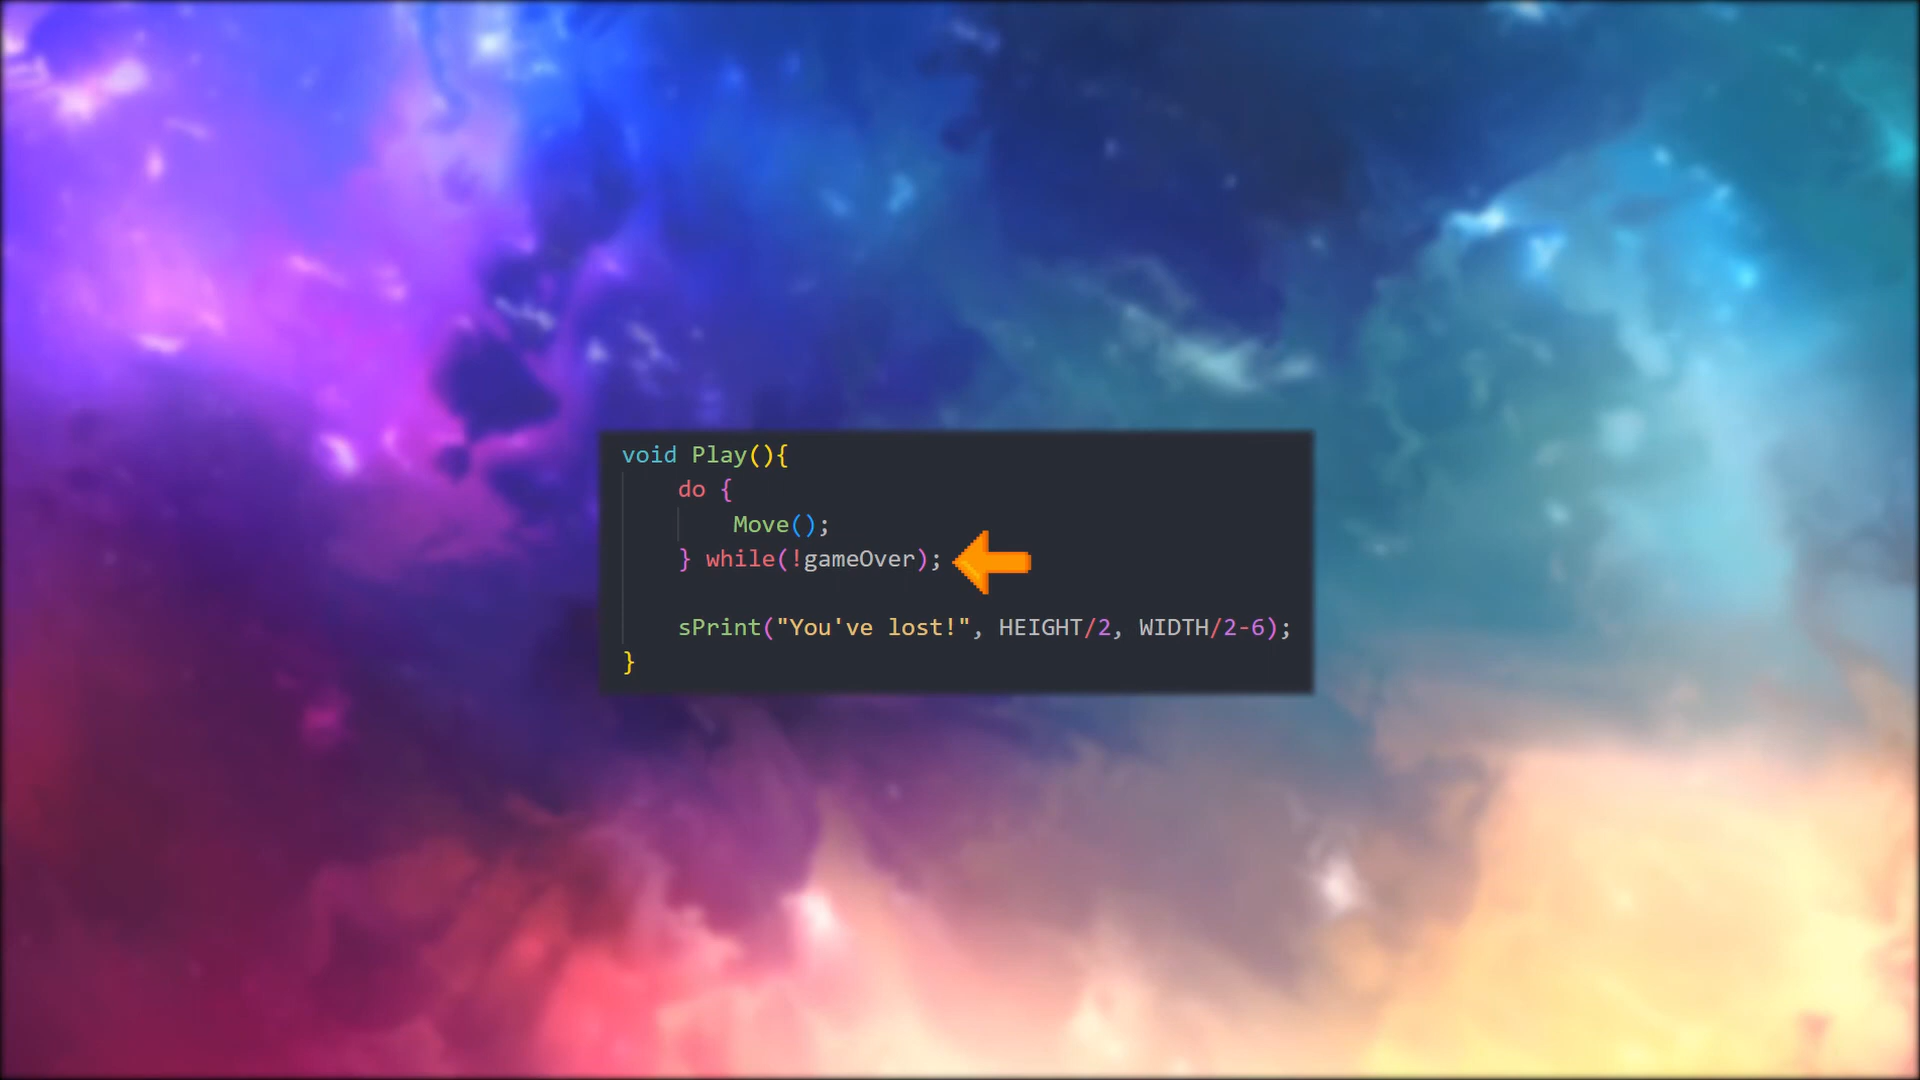 void Play(){
do {
Move();
} while(!gameOver);
sPrint("You've lost!", HEIGHT/2, WIDTH/2-6);
}